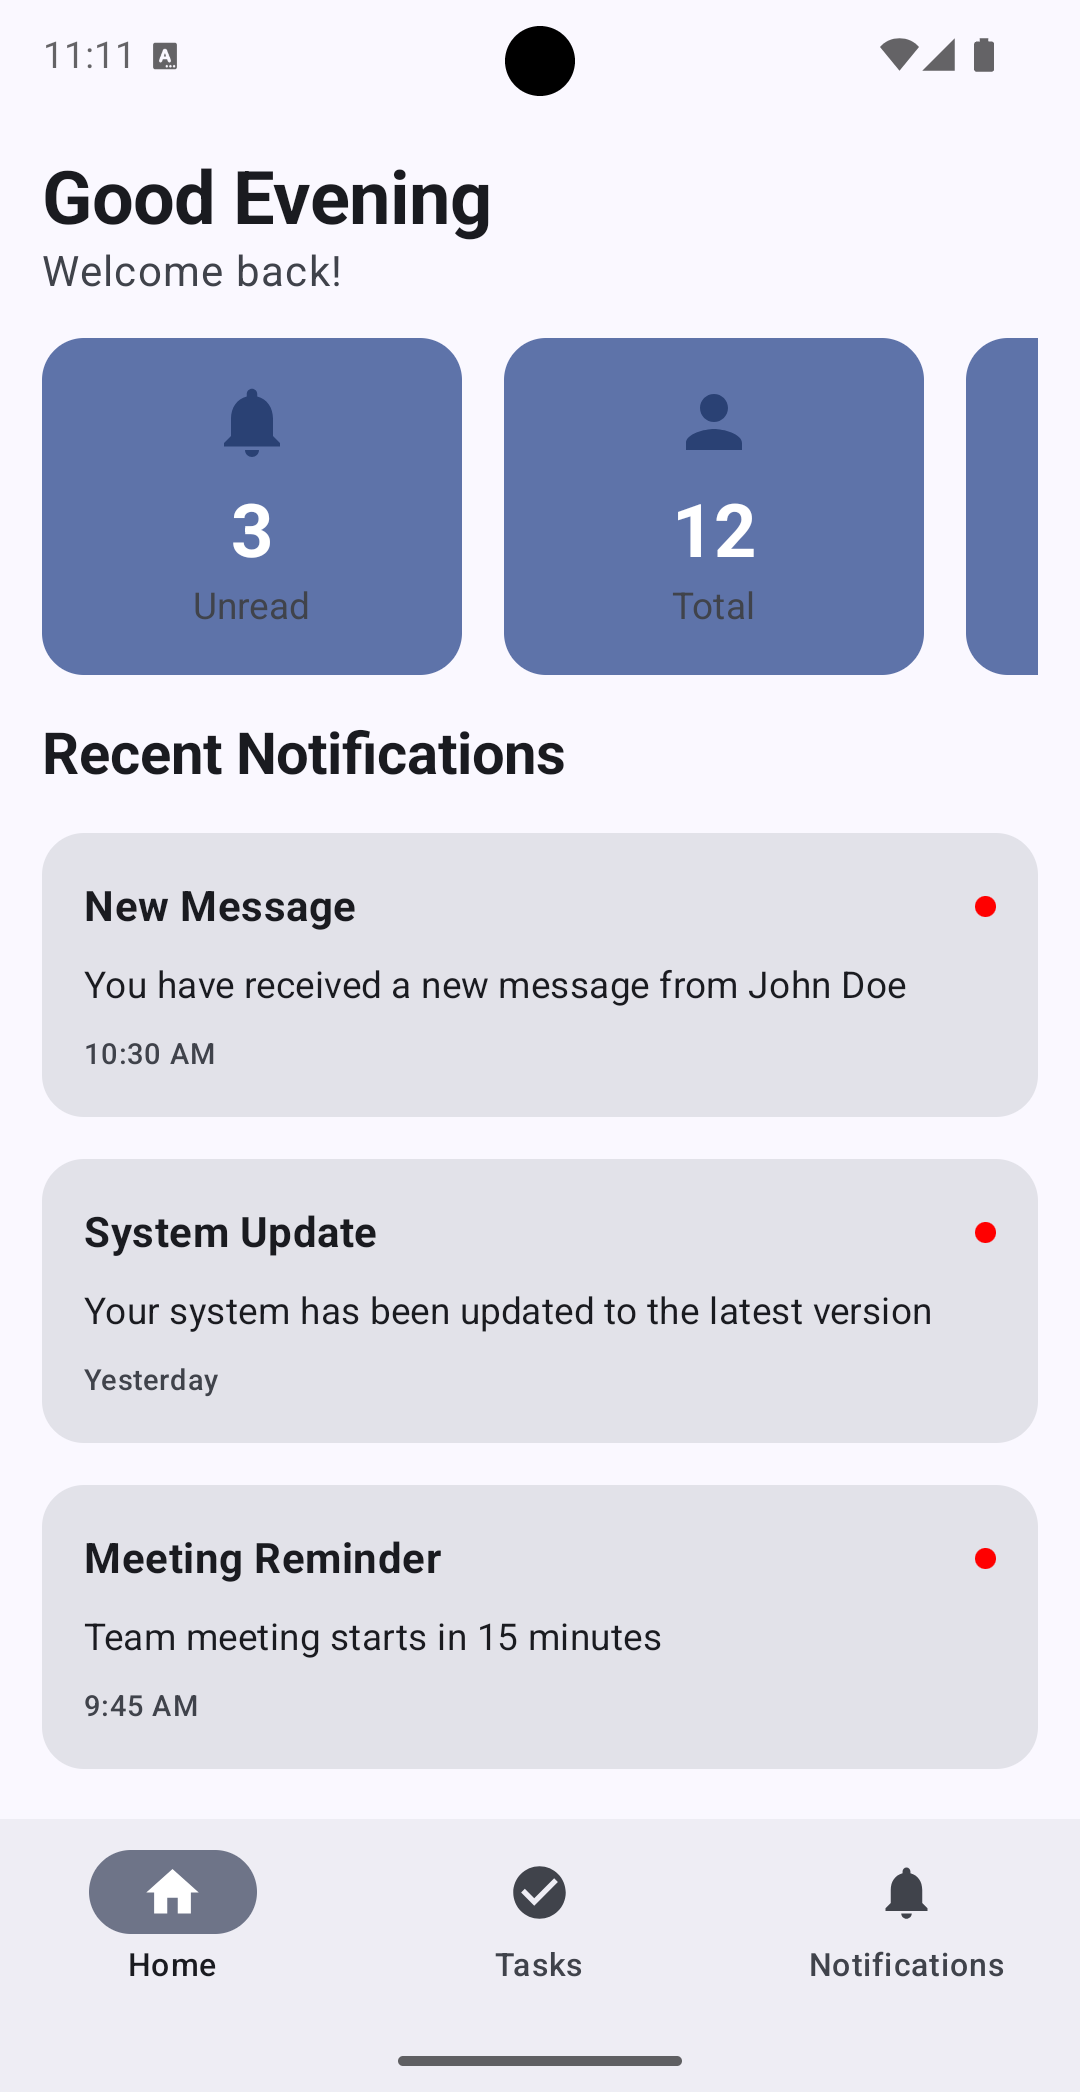 11:11
Good Evening
Welcome back!
3
12
Unread
Total
Recent Notifications
New Message
You have received a new message from John Doe
10:30 AM
System Update
Your system has been updated to the latest version
Yesterday
Meeting Reminder
Team meeting starts in 15 minutes
9:45 AM
Home
Tasks
Notifications